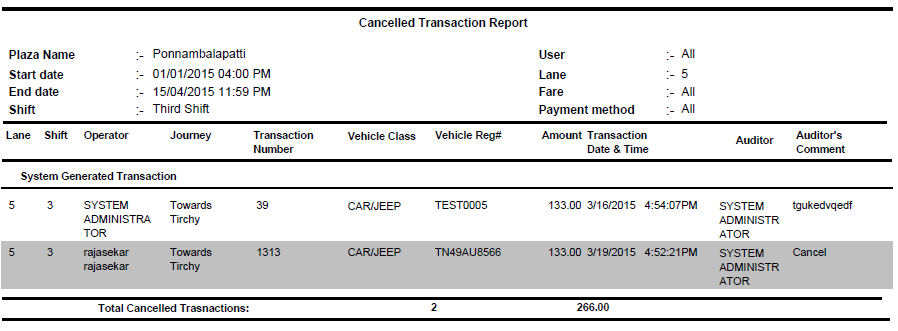 Cancelled Transaction Report
Plaza Name :- Ponnambalapatti User :- All
Start date :- 01/01/2015 04:00 PM Lane :- 5
End date :- 15/04/2015 11:59 PM Fare :- All
Shift :- Third Shift Payment method :- All
Lane Shift Operator Journey Transaction Vehicle Class Vehicle Reg# Amount Transaction Auditor Auditor's
Number Date & Time Comment
System Generated Transaction
5 3 SYSTEM Towards 39 CAR/JEEP TEST0005 133.00 3/16/2015 4:54:07PM SYSTEM tgukedvqedf
ADMINISTRA Tirchy ADMINISTR
TOR ATOR
5 3 rajasekar Towards 1313 CAR/JEEP TN49AU8566 133.00 3/19/2015 4:52:21PM SYSTEM Cancel
rajasekar Tirchy ADMINISTR
ATOR
Total Cancelled Trasnactions: 2 266.00